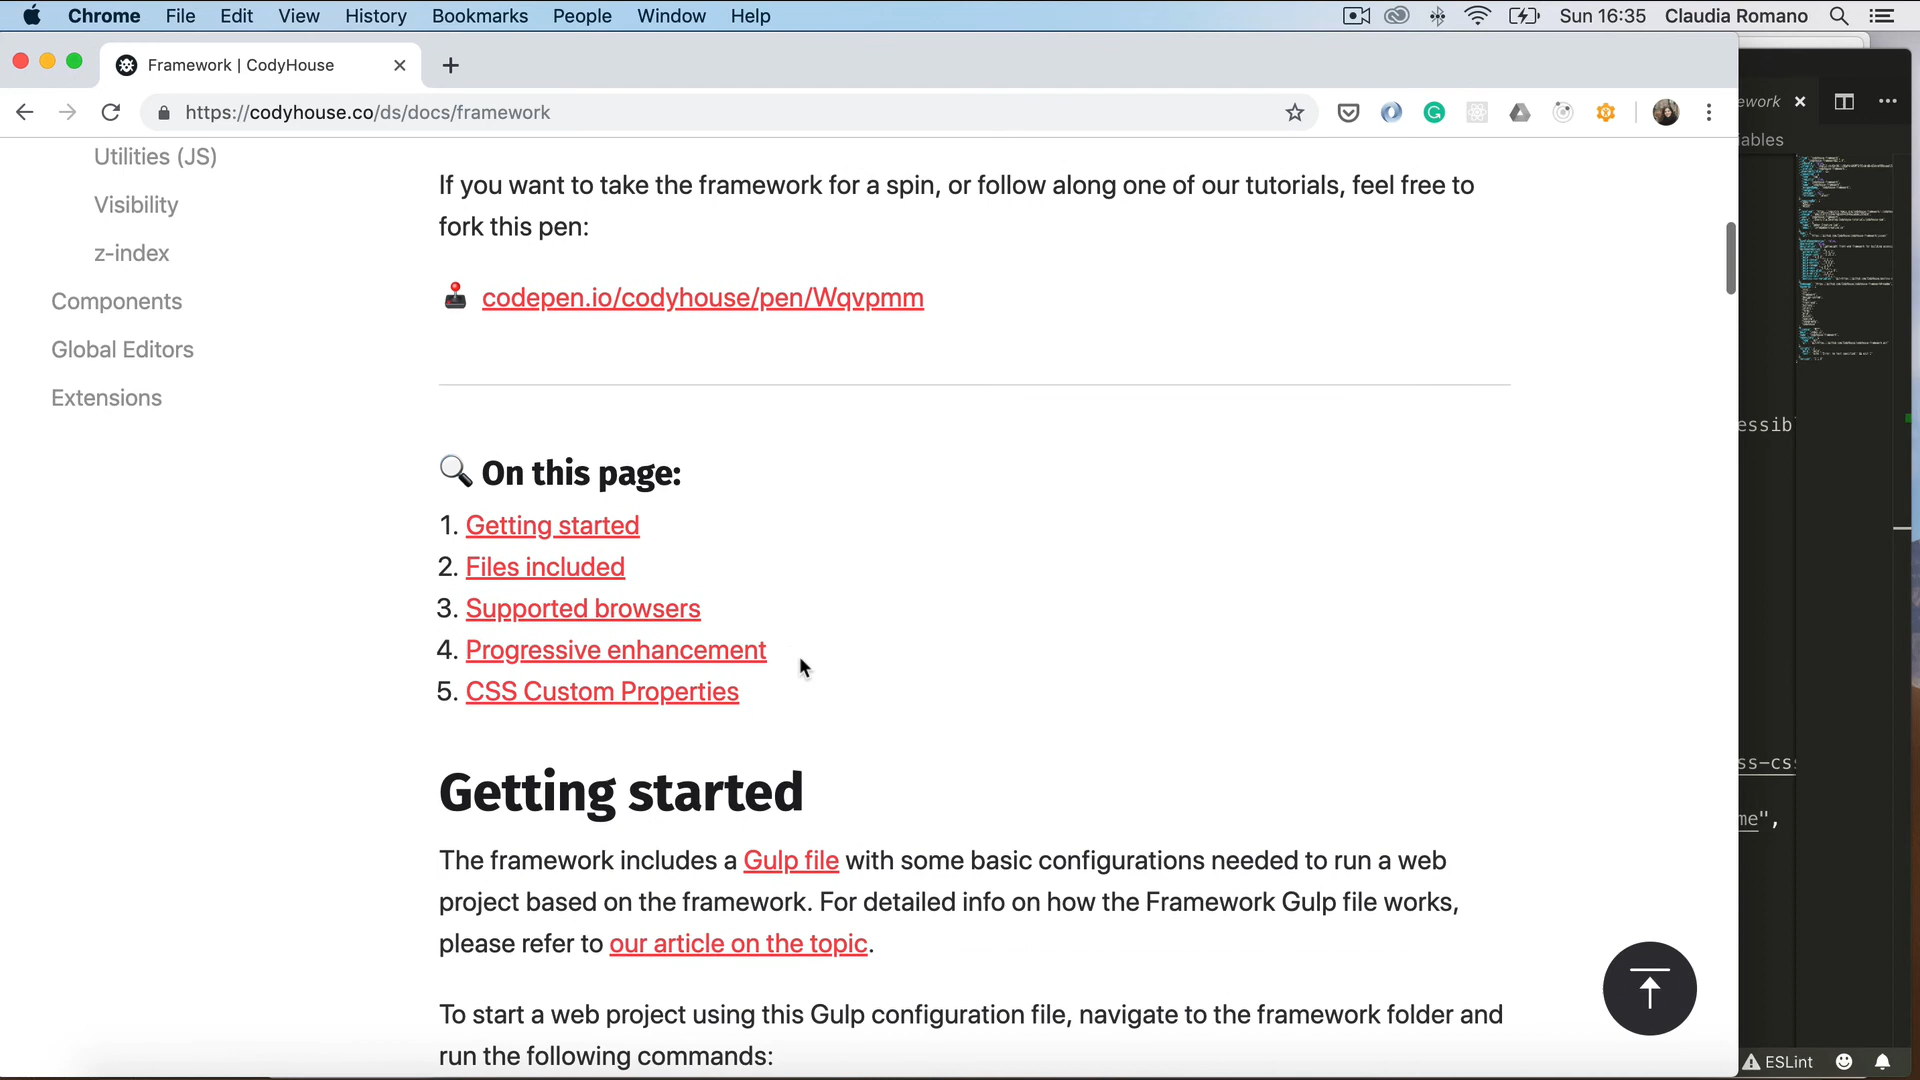 Chrome File Edit View History Bookmarks People Window Help Sun 16:35 Claudia Romano
Framework | CodyHouse
https://codyhouse.co/ds/docs/framework
ework
iables
Utilities (JS)
Visibility
z-index
Components
Global Editors
Extensions
If you want to take the framework for a spin, or follow along one of our tutorials, feel free to
fork this pen:
codepen.io/codyhouse/pen/Wqvpmm
On this page:
1. Getting started
2. Files included
3. Supported browsers
4. Progressive enhancement
5. CSS Custom Properties
Getting started
The framework includes a Gulp file with some basic configurations needed to run a web
project based on the framework. For detailed info on how the Framework Gulp file works,
please refer to our article on the topic.
To start a web project using this Gulp configuration file, navigate to the framework folder and
run the following commands:
essib
ss-cs
me",
ESLint